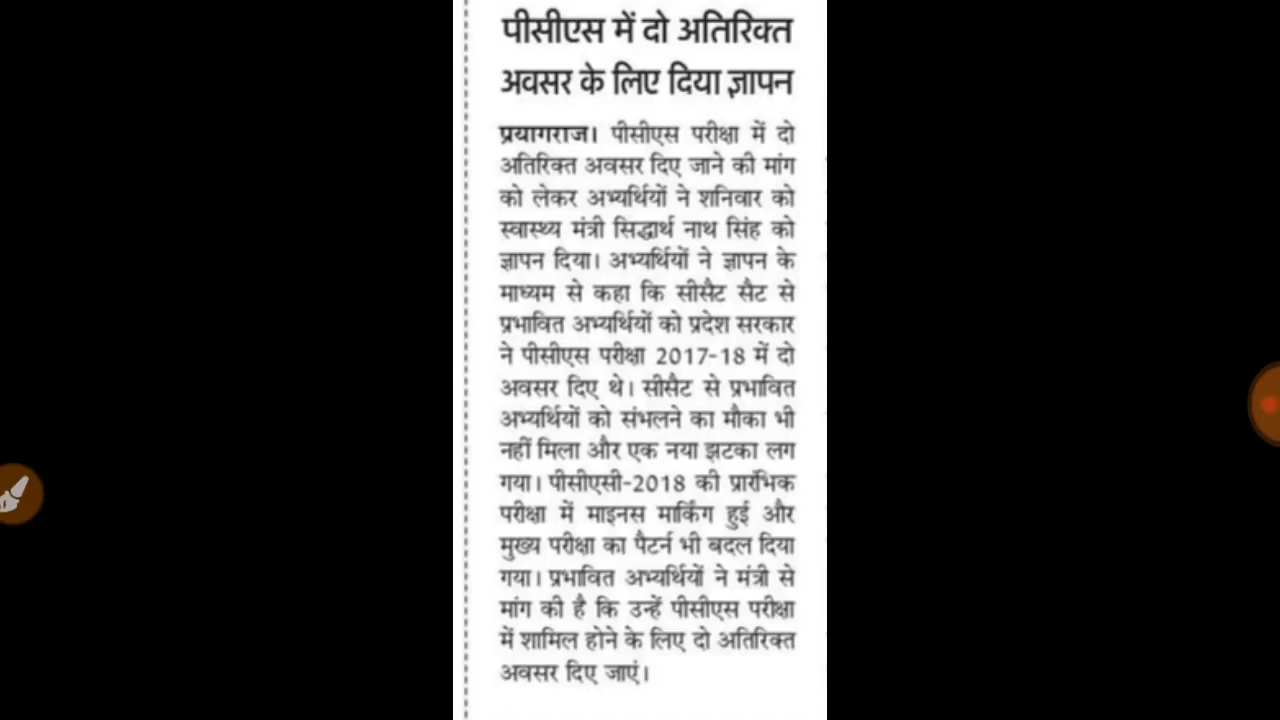 पीसीएस में दो अतिरिक्त
अवसर के लिए दिया ज्ञापन
प्रयागराज। पीसीएस परीक्षा में दो
अतिरिक्त अवसर दिए जाने की मांग
को लेकर अभ्यर्थियों ने शनिवार को
स्वास्थ्य मंत्री सिद्धार्थ नाथ सिंह को
ज्ञापन दिया। अभ्यर्थियों ने ज्ञापन के
माध्यम से कहा कि सीसैट सैट से
प्रभावित अभ्यर्थियों को प्रदेश सरकार
ने पीसीएस परीक्षा 2017-18 में दो
अवसर दिए थे। सीसैट से प्रभावित
अभ्यर्थियों को संभलने का मौका भी
नहीं मिला और एक नया झटका लग
गया। पीसीएसी-2018 की प्रारंभिक
परीक्षा में माइनस मार्किंग हुई और
मुख्य परीक्षा का पैटर्न भी बदल दिया
गया। प्रभावित अभ्यर्थियों ने मंत्री से
मांग की है कि उन्हें पीसीएस परीक्षा
में शामिल होने के लिए दो अतिरिक्त
अवसर दिए जाएं।